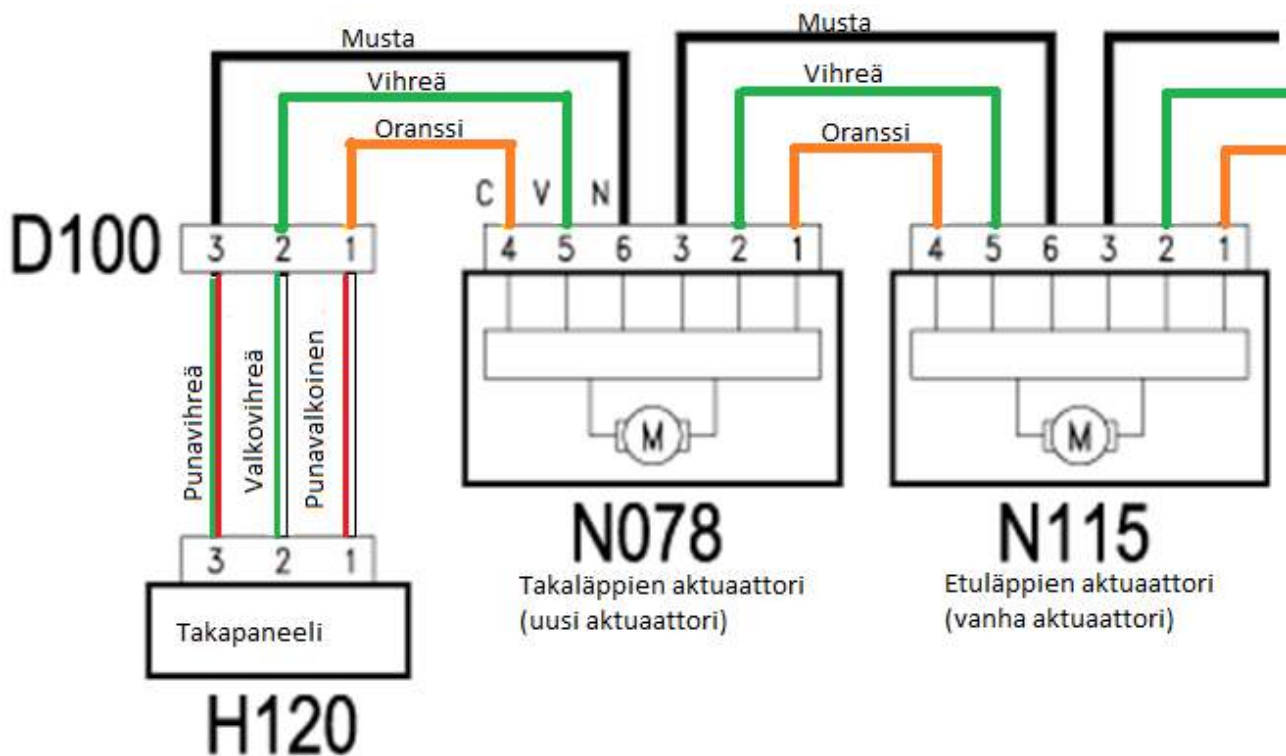 Musta
Musta
Vihreä
Vihreä
Oranssi
Oranssi
C V N
D100
3 2 1
4 5 6 3 2 1
4 5 6 3 2 1
Punavihreä
Valkovihreä
Punavalkoinen
M
M
3 2 1
Takapaneeli
H120
N078
Takaläppien aktuaattori
(uusi aktuaattori)
N115
Etuläppien aktuaattori
(vanha aktuaattori)